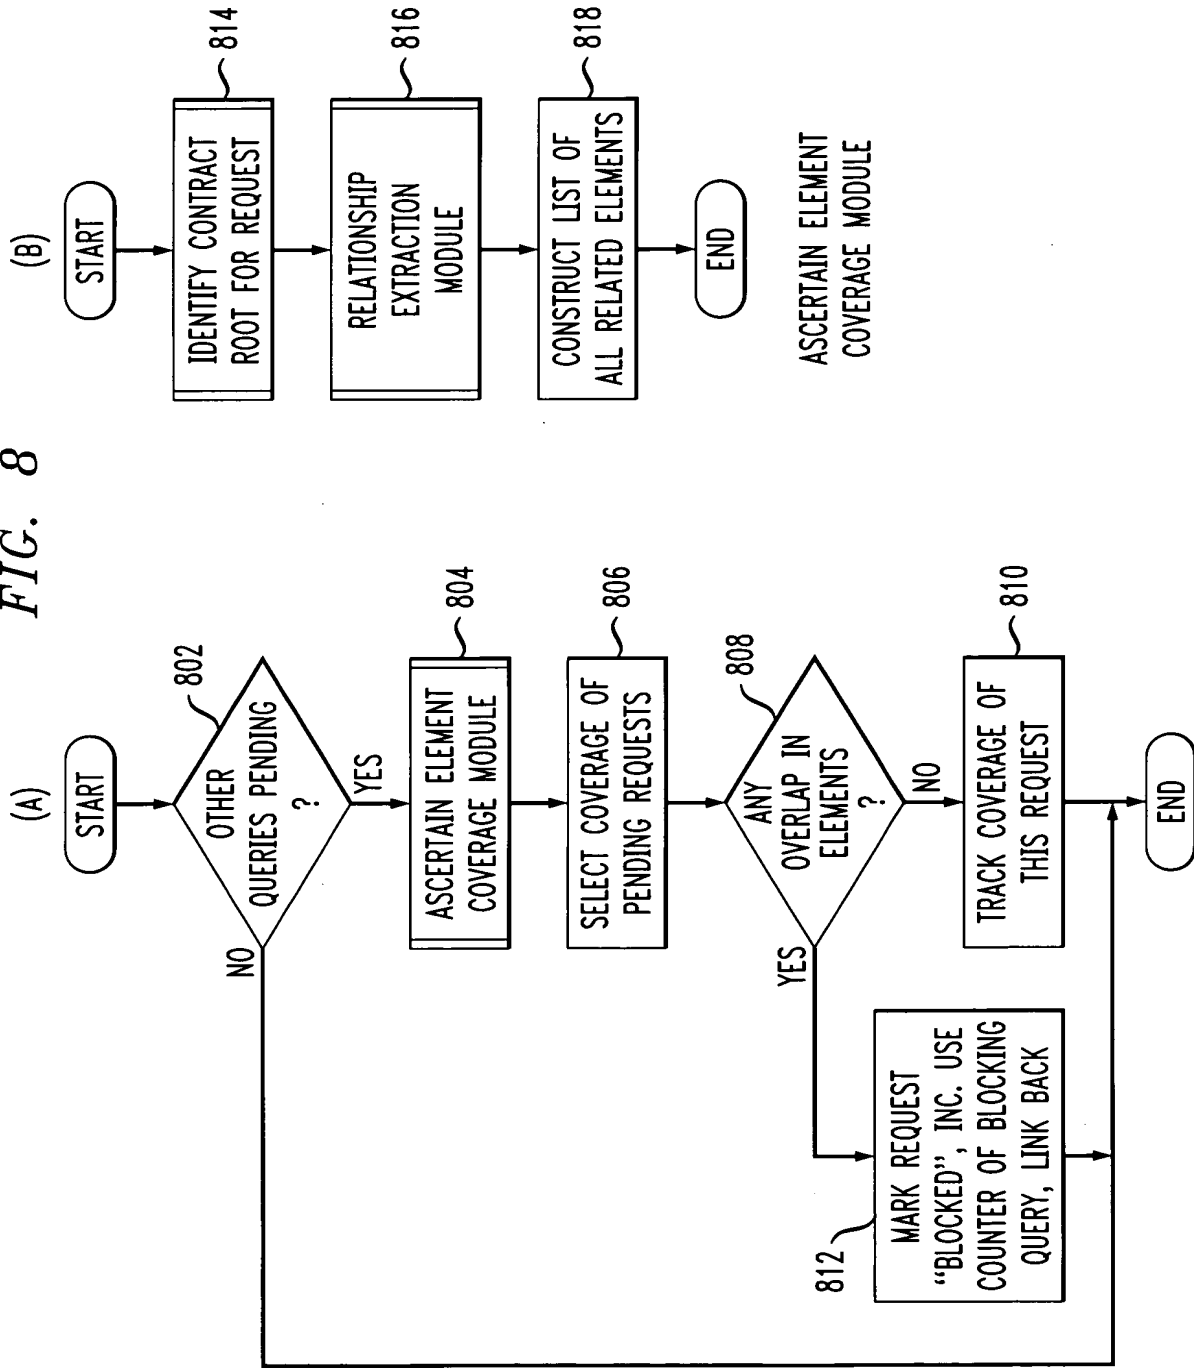 FIG. 8
(A)
START
802
OTHER
QUERIES PENDING
?
NO
YES
804
ASCERTAIN ELEMENT
COVERAGE MODULE
806
SELECT COVERAGE OF
PENDING REQUESTS
808
ANY
OVERLAP IN
ELEMENTS
?
YES
NO
812
MARK REQUEST
“BLOCKED”, INC. USE
COUNTER OF BLOCKING
QUERY, LINK BACK
810
TRACK COVERAGE OF
THIS REQUEST
END
(B)
START
814
IDENTIFY CONTRACT
ROOT FOR REQUEST
816
RELATIONSHIP
EXTRACTION
MODULE
818
CONSTRUCT LIST OF
ALL RELATED ELEMENTS
END
ASCERTAIN ELEMENT
COVERAGE MODULE